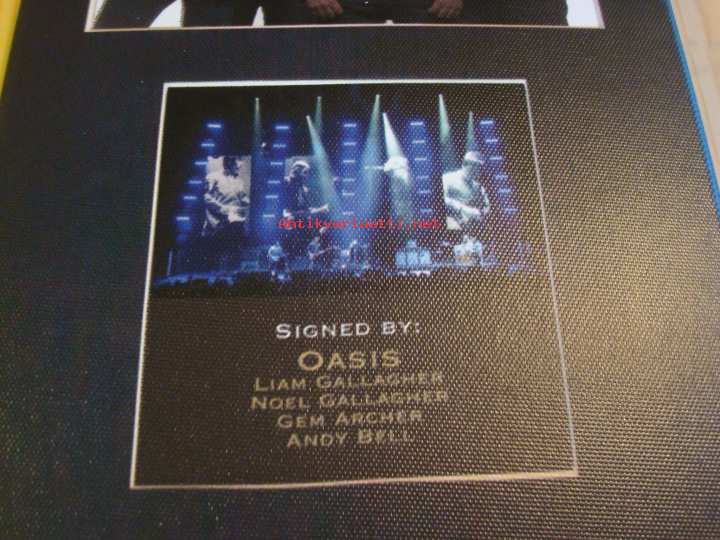 Antikvariaatti.net
SIGNED BY:
OASIS
LIAM GALLAGHER
NOEL GALLAGHER
GEM ARCHER
ANDY BELL